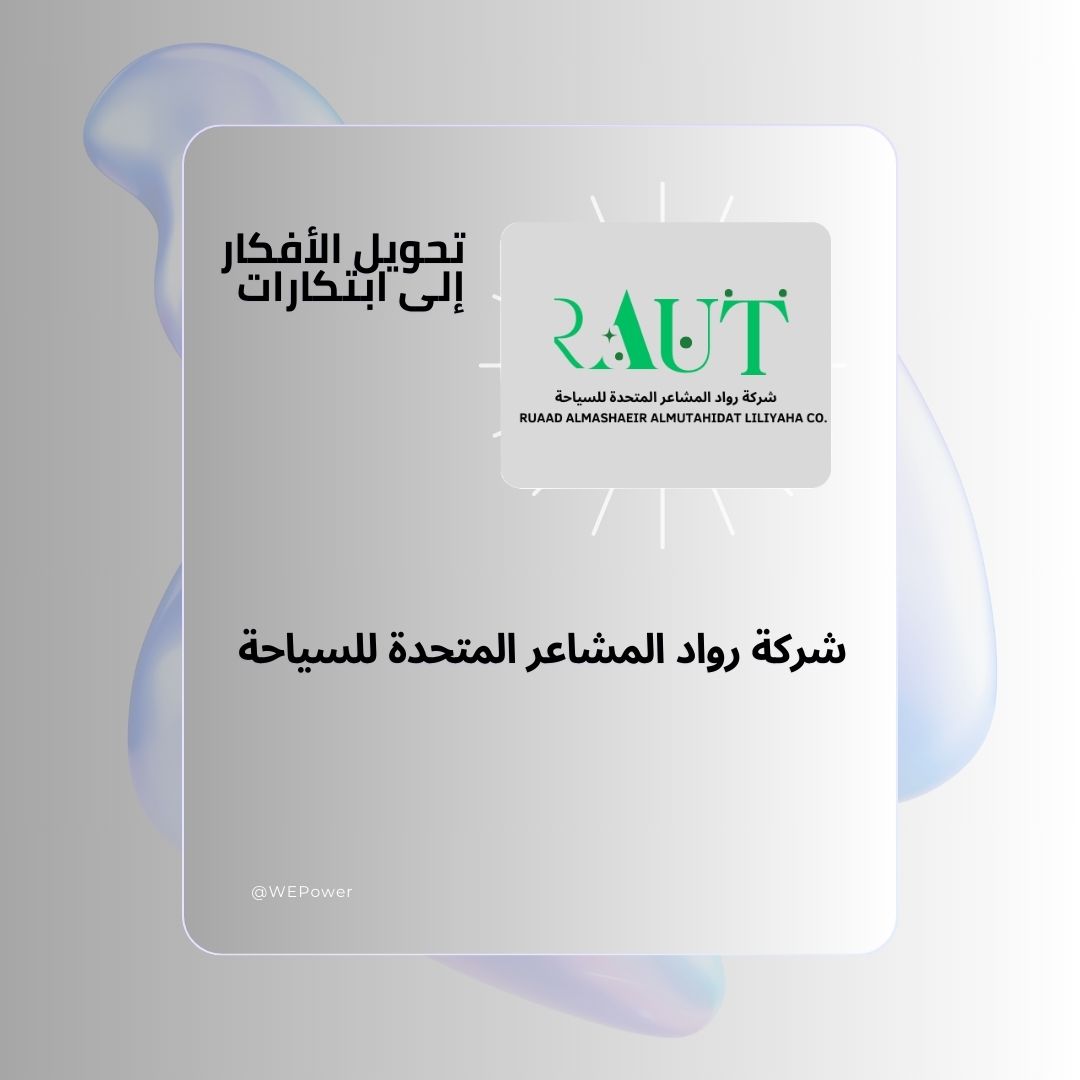 تحويل الأفكار
إلى ابتكارات
RAUT
شركة رواد المشاعر المتحدة للسياحة
RUAAD ALMASHAEIR ALMUTAHIDAT LILIYAHA CO.
شركة رواد المشاعر المتحدة للسياحة
@WEPower